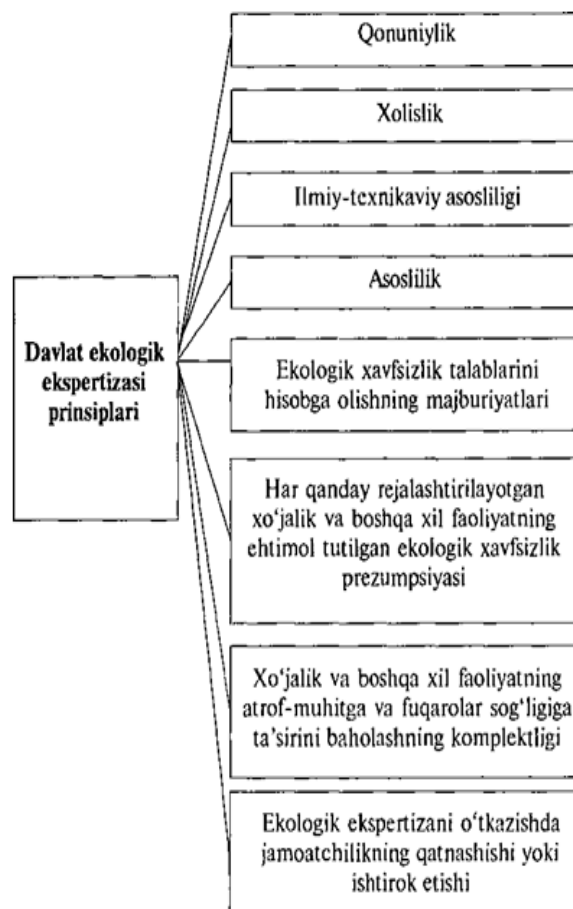 Qonuniylik
Xolislik
Ilmiy-texnikaviy asosliligi
Asoslilik
Davlat ekologik
ekspertizasi
prinsiplari
Ekologik xavfsizlik talablarini
hisobga olishning majburiyatlari
Har qanday rejalashtirilayotgan
xo‘jalik va boshqa xil faoliyatning
ehtimol tutilgan ekologik xavfsizlik
prezumpsiyasi
Xo‘jalik va boshqa xil faoliyatning
atrof-muhitga va fuqarolar sog‘ligiga
ta’sirini baholashning komplektligi
Ekologik ekspertizani o‘tkazishda
jamoatchilikning qatnashishi yoki
ishtirok etishi